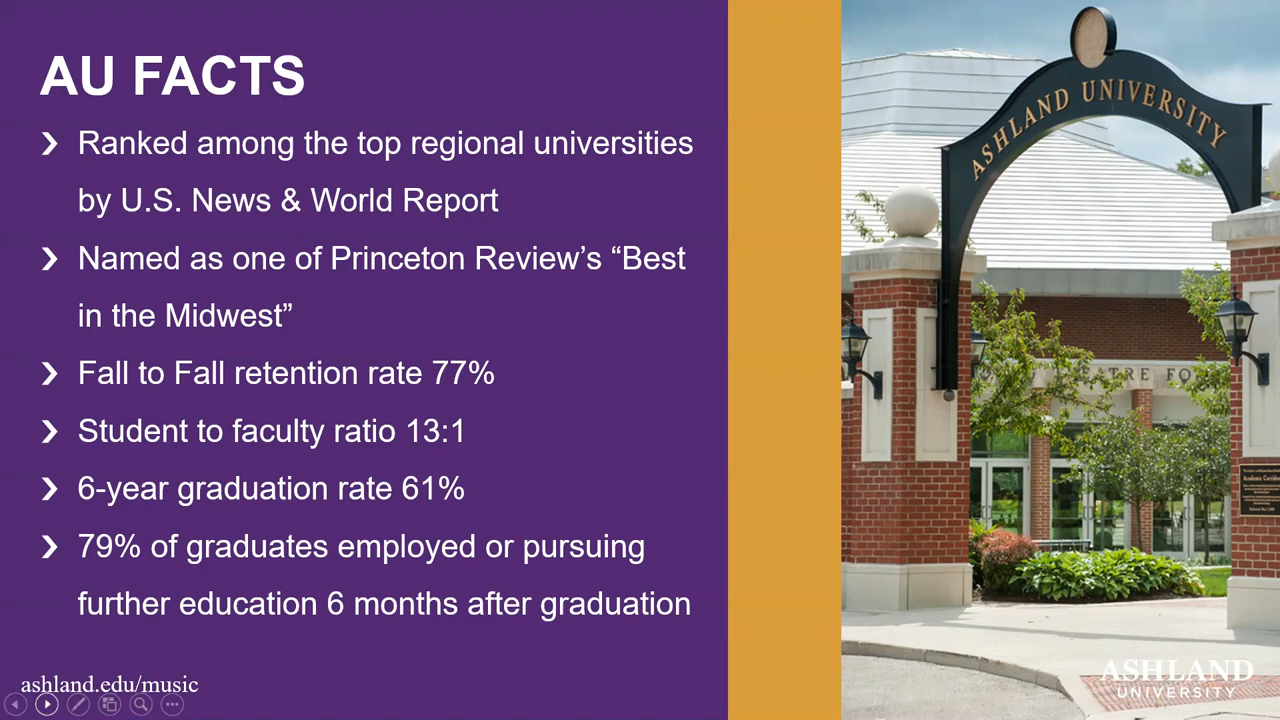 AU FACTS
Ranked among the top regional universities
by U.S. News & World Report
Named as one of Princeton Review’s “Best
in the Midwest”
Fall to Fall retention rate 77%
Student to faculty ratio 13:1
6-year graduation rate 61%
79% of graduates employed or pursuing
further education 6 months after graduation
ashland.edu/music
ASHLAND UNIVERSITY
ASHLAND
UNIVERSITY